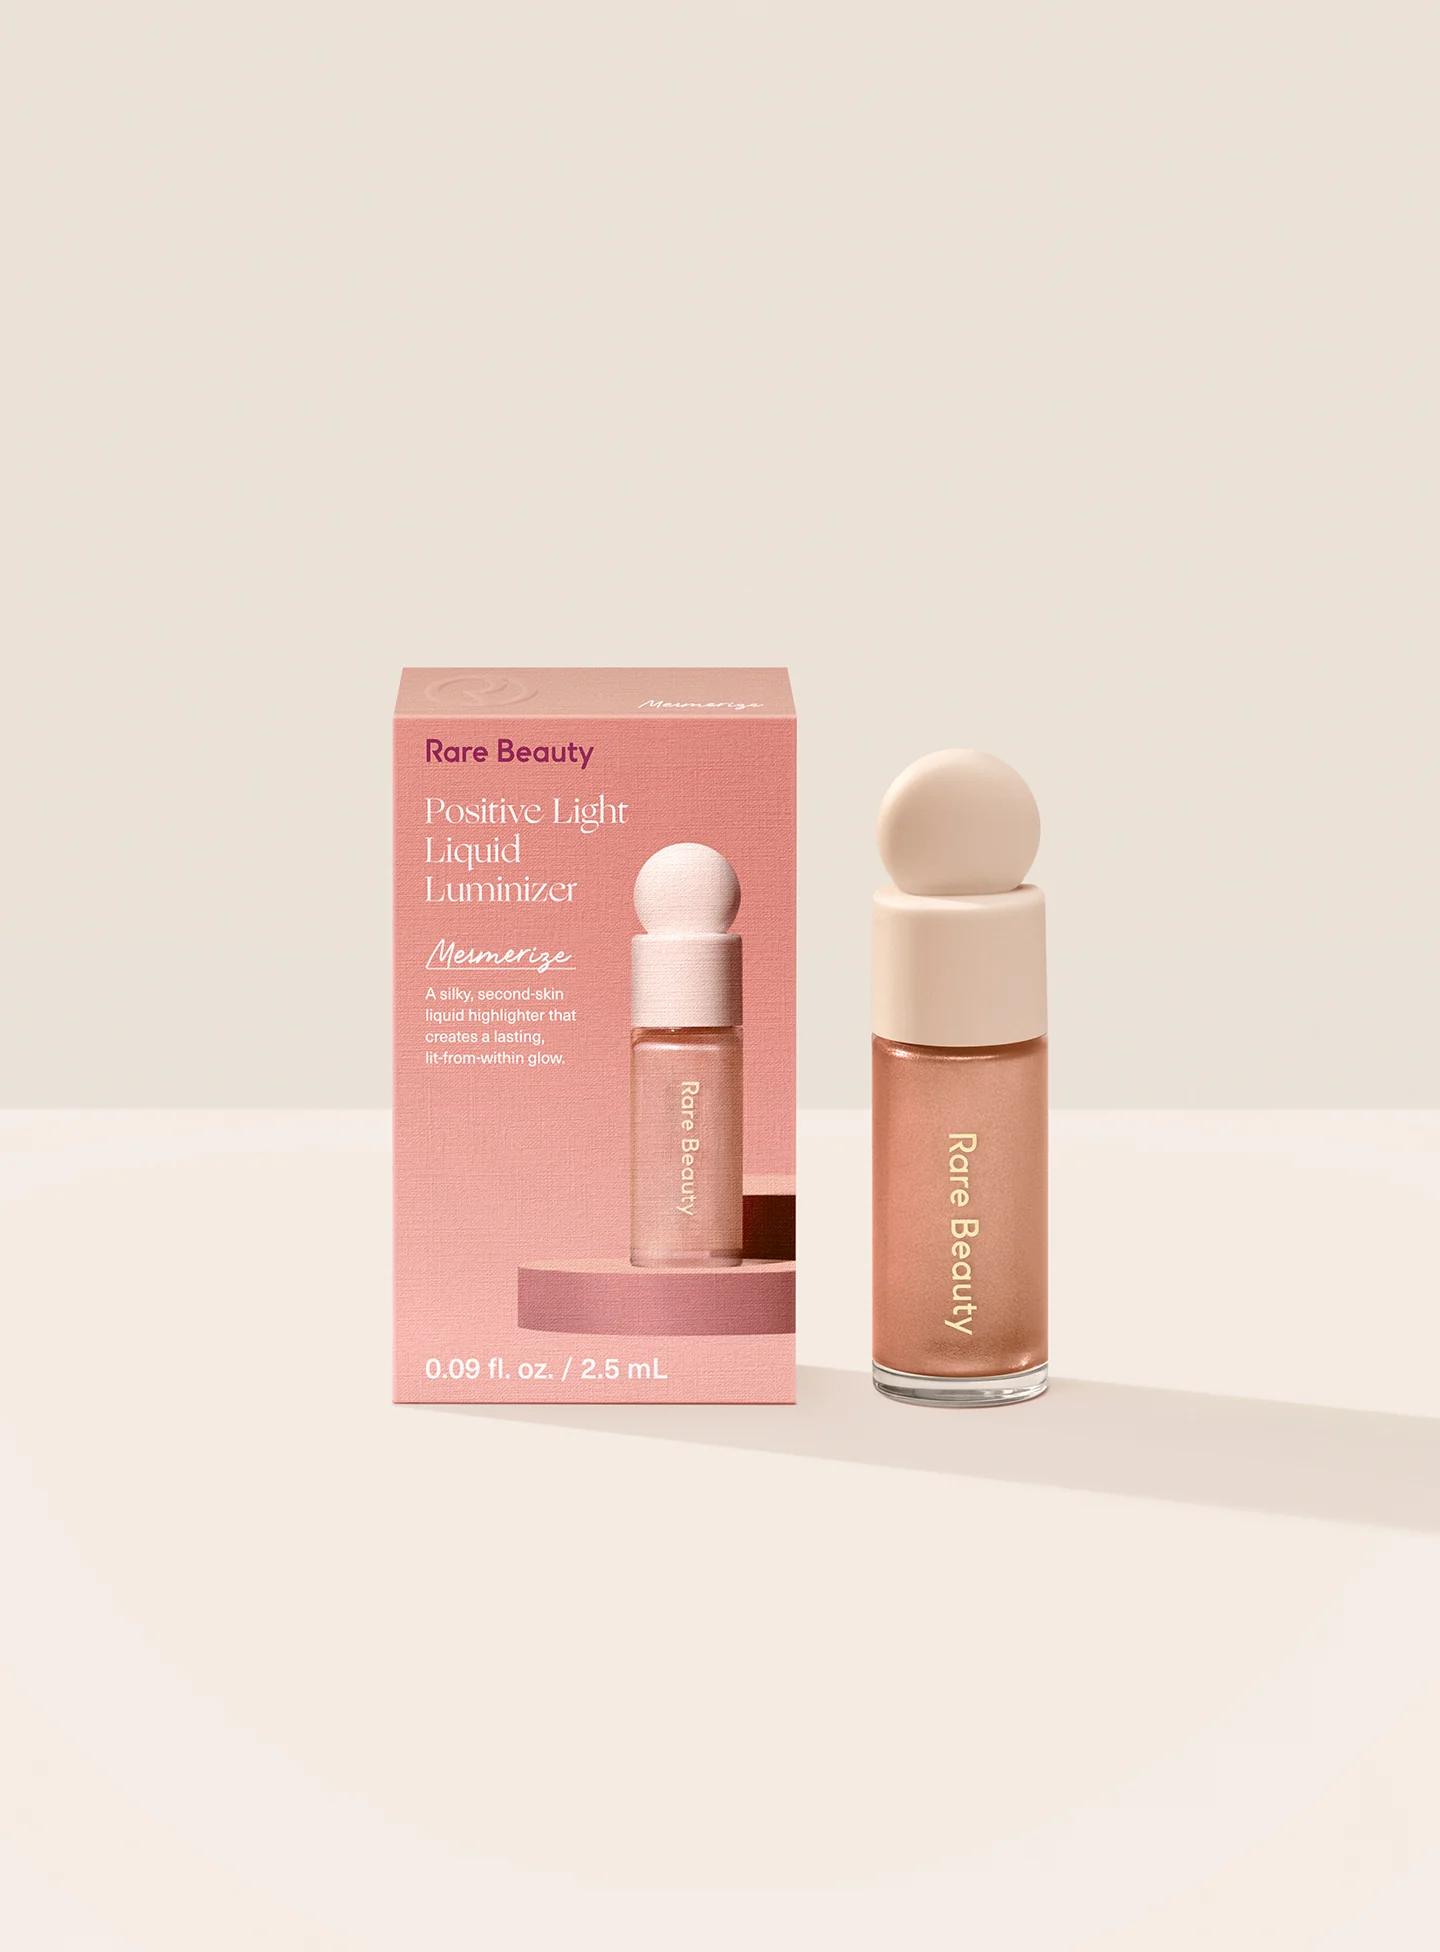 Mesmerize
Rare Beauty
Positive Light
Liquid
Luminizer
Mesmerize
A silky, second-skin
liquid highlighter that
creates a lasting,
lit-from-within glow.
Rare Beauty
0.09 fl. oz. / 2.5 mL
Rare Beauty